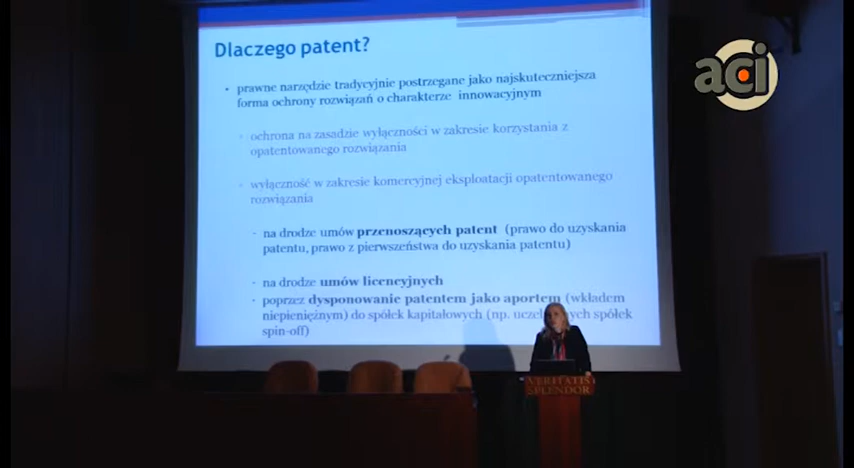 aci
Dlaczego patent?
prawne narzędzie tradycyjnie postrzegane jako najskuteczniejsza
forma ochrony rozwiązań o charakterze innowacyjnym
ochrona na zasadzie wyłączności w zakresie korzystania z
opatentowanego rozwiązania
wyłączność w zakresie komercyjnej eksploatacji opatentowanego
rozwiązania
- na drodze umów przenoszących patent (prawo do uzyskania
patentu, prawo z pierwszeństwa do uzyskania patentu)
- na drodze umów licencyjnych
- poprzez dysponowanie patentem jako aportem (wkładem
niepieniężnym) do spółek kapitałowych (np. spółek
spin-off)
VERITATIS
SPLENDOR